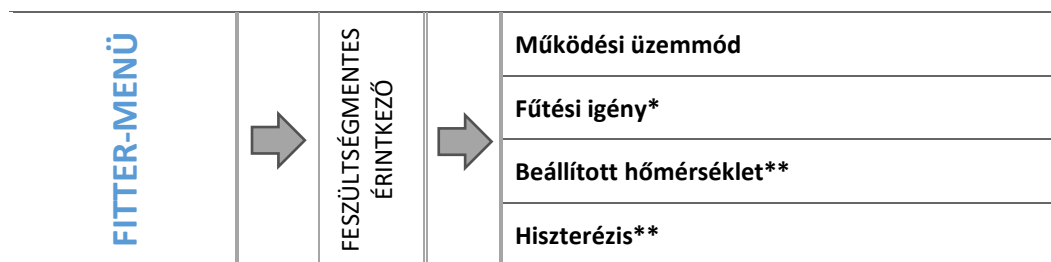 FITTER-MENÜ
FESZÜLTSÉGMENTES
ÉRINTKEZŐ
Működési üzemmód
Fűtési igény*
Beállított hőmérséklet**
Hiszterézis**